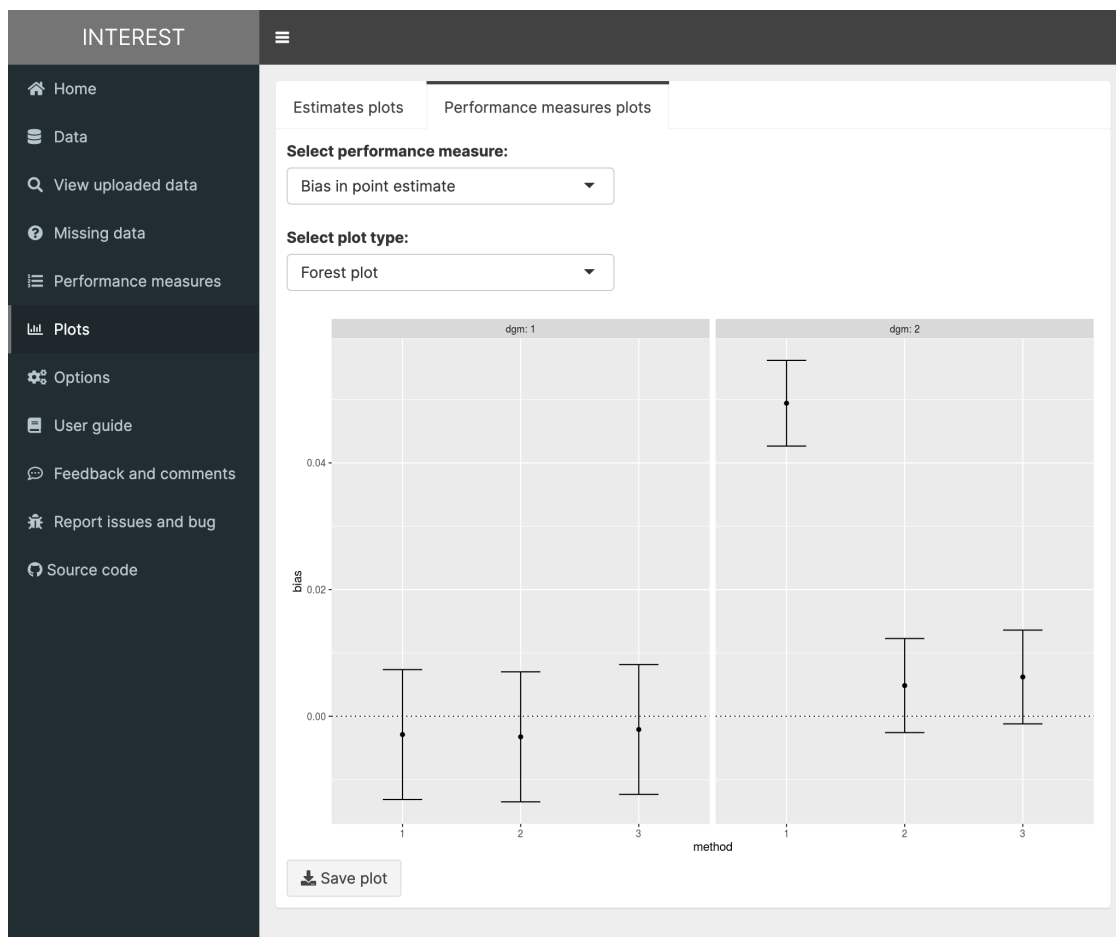 INTEREST
Home
Data
View uploaded data
Missing data
Performance measures
Plots
Options
User guide
Feedback and comments
Report issues and bug
Source code
Estimates plots
Performance measures plots
Select performance measure:
Bias in point estimate
Select plot type:
Forest plot
dgm: 1
dgm: 2
0.04
0.02
0.00
bias
1
2
3
1
2
3
method
Save plot